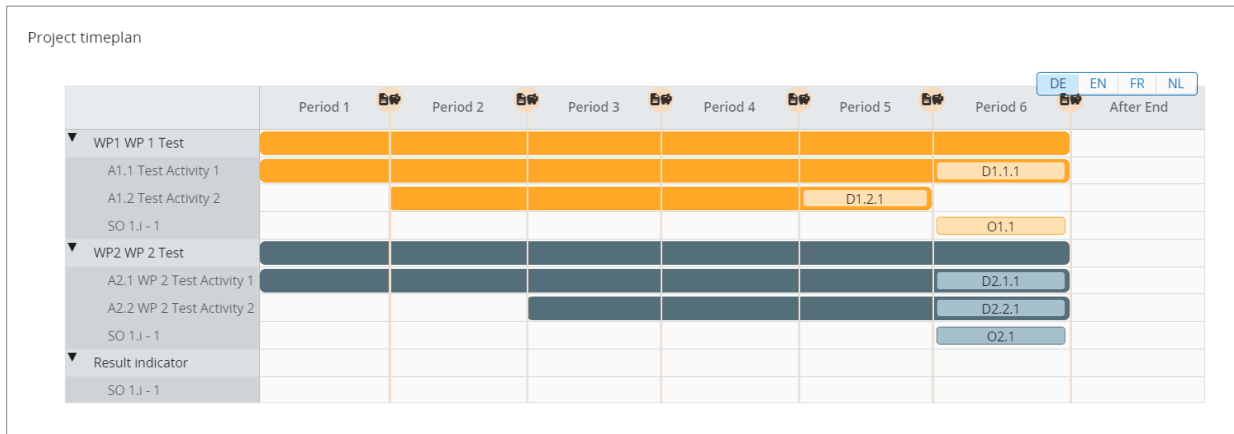 Project timeplan
DE EN FR NL
Period 1 Period 2 Period 3 Period 4 Period 5 Period 6 After End
WP1 WP 1 Test
A1.1 Test Activity 1 D1.1.1
A1.2 Test Activity 2 D1.2.1
SO 1.i - 1 O1.1
WP2 WP 2 Test
A2.1 WP 2 Test Activity 1 D2.1.1
A2.2 WP 2 Test Activity 2 D2.2.1
SO 1.i - 1 O2.1
Result indicator
SO 1.i - 1